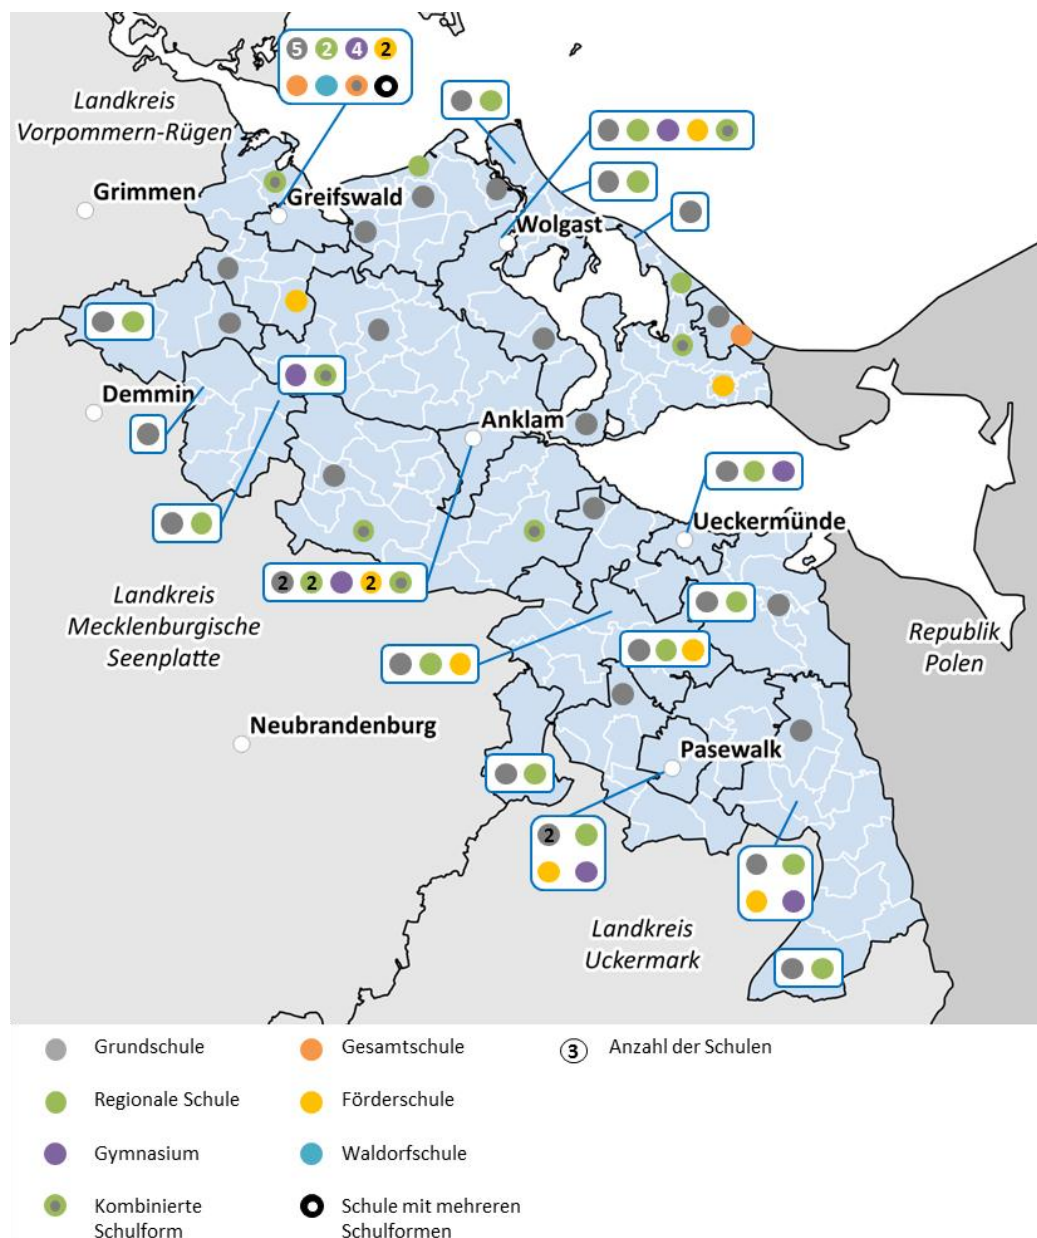 5 2 4 2
Landkreis
Vorpommern-Rügen
Grimmen
Greifswald
Wolgast
Demmin
Anklam
Ueckermünde
2 2 2
Landkreis
Mecklenburgische
Seenplatte
Republik
Polen
Neubrandenburg
Pasewalk
2
Landkreis
Uckermark
Grundschule
Gesamtschule
3 Anzahl der Schulen
Regionale Schule
Förderschule
Gymnasium
Waldorfschule
Kombinierte
Schulform
Schule mit mehreren
Schulformen